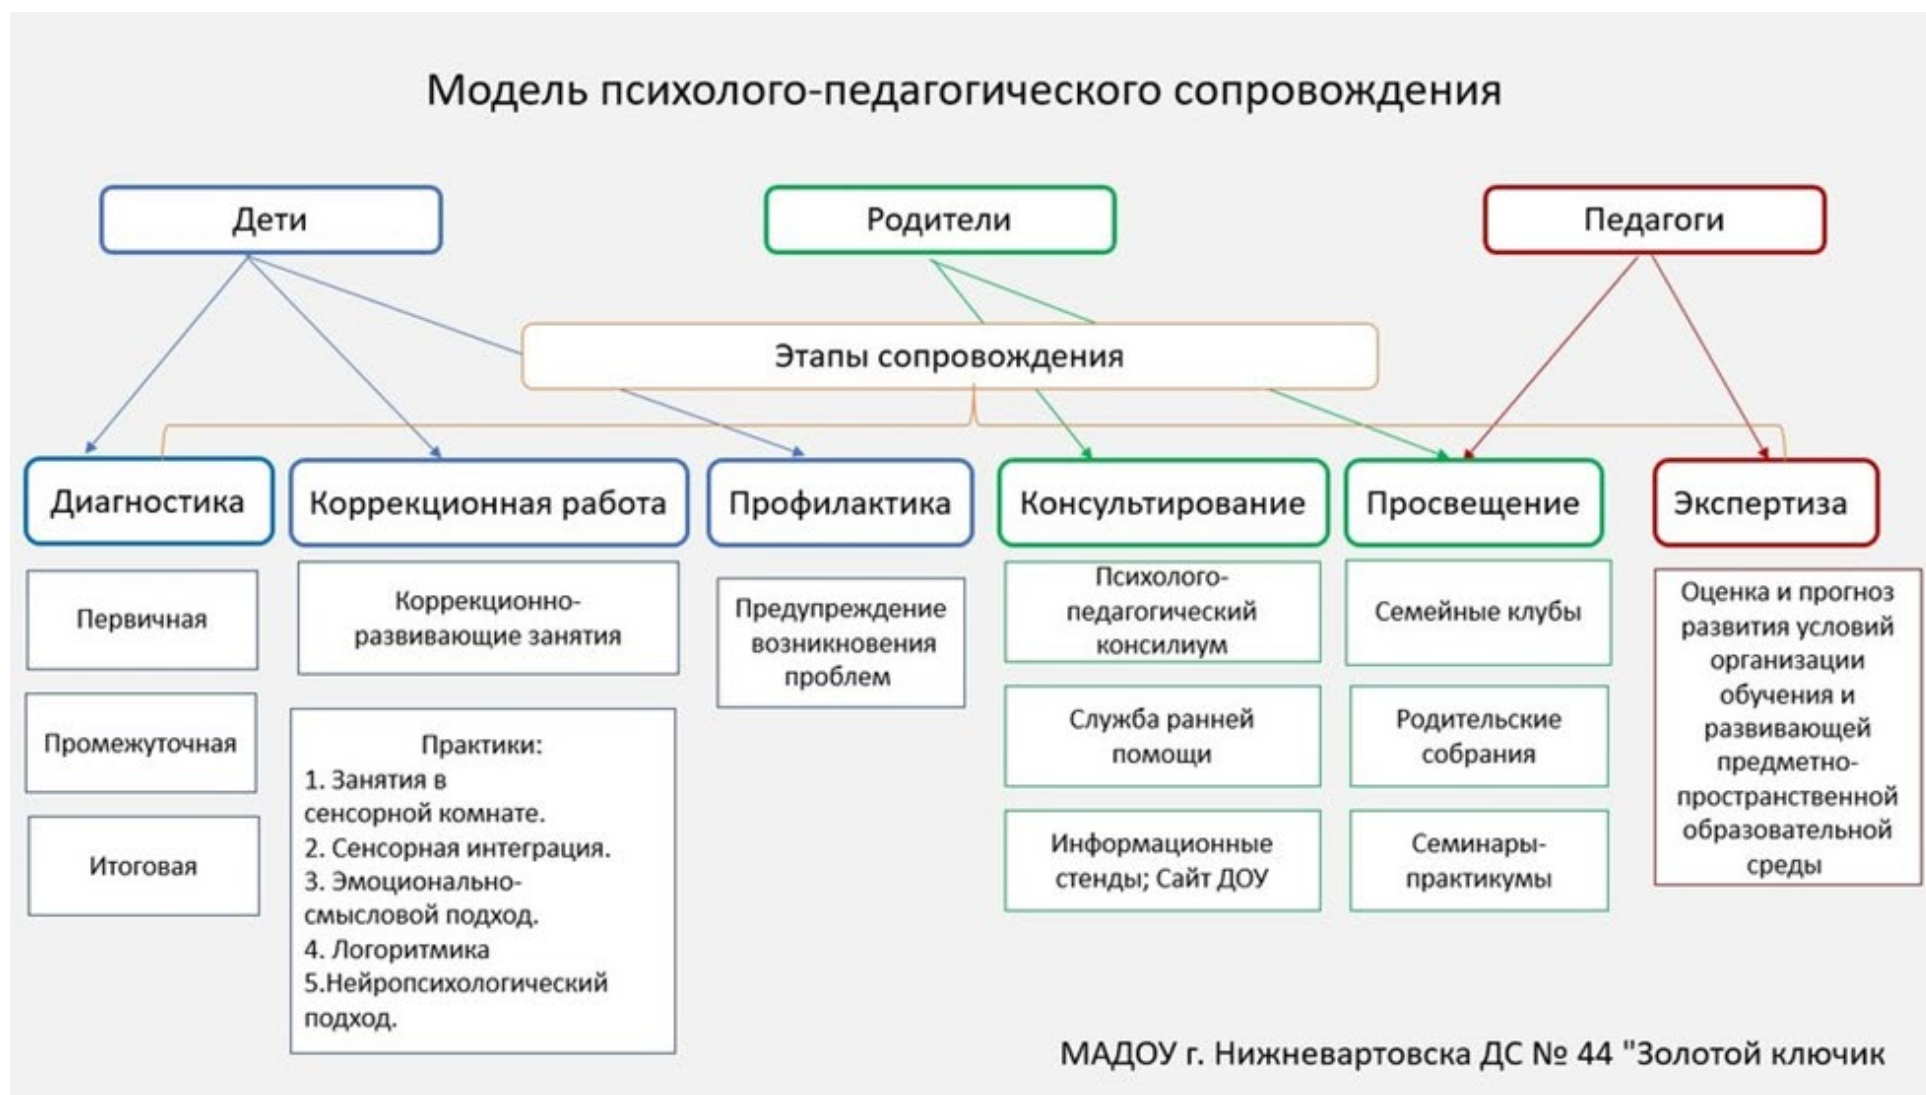 Модель психолого-педагогического сопровождения
Дети
Родители
Педагоги
Этапы сопровождения
Диагностика
Коррекционная работа
Профилактика
Консультирование
Просвещение
Экспертиза
Первичная
Промежуточная
Итоговая
Коррекционно-
развивающие занятия
Практики:
1. Занятия в
сенсорной комнате.
2. Сенсорная интеграция.
3. Эмоционально-
смысловой подход.
4. Логоритмика
5.Нейропсихологический
подход.
Предупреждение
возникновения
проблем
Психолого-
педагогический
консилиум
Служба ранней
помощи
Информационные
стенды; Сайт ДОУ
Семейные клубы
Родительские
собрания
Семинары-
практикумы
Оценка и прогноз
развития условий
организации
обучения и
развивающей
предметно-
пространственной
образовательной
среды
МАДОУ г. Нижневартовска ДС № 44 "Золотой ключик